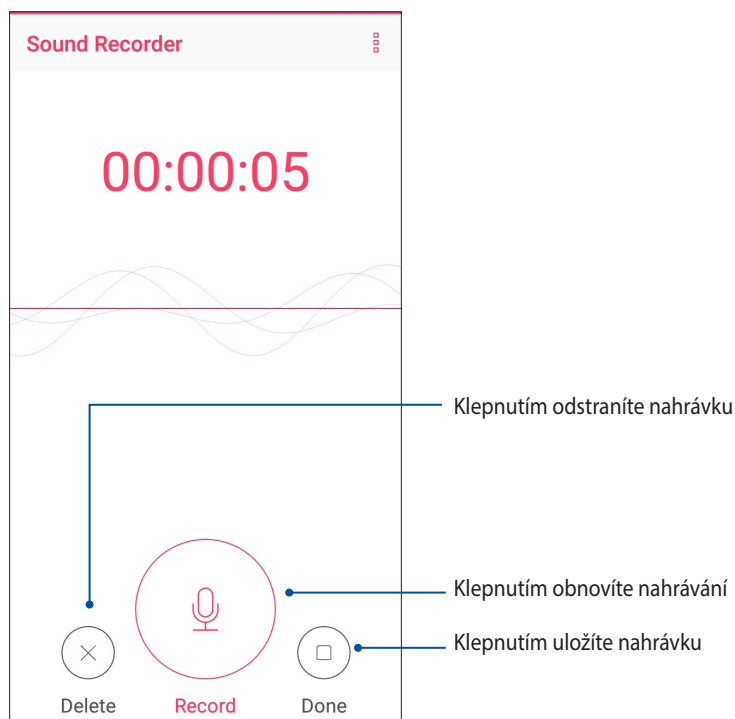 Sound Recorder
00:00:05
Klepnutím odstraníte nahrávku
Klepnutím obnovíte nahrávání
Klepnutím uložíte nahrávku
Delete Record Done